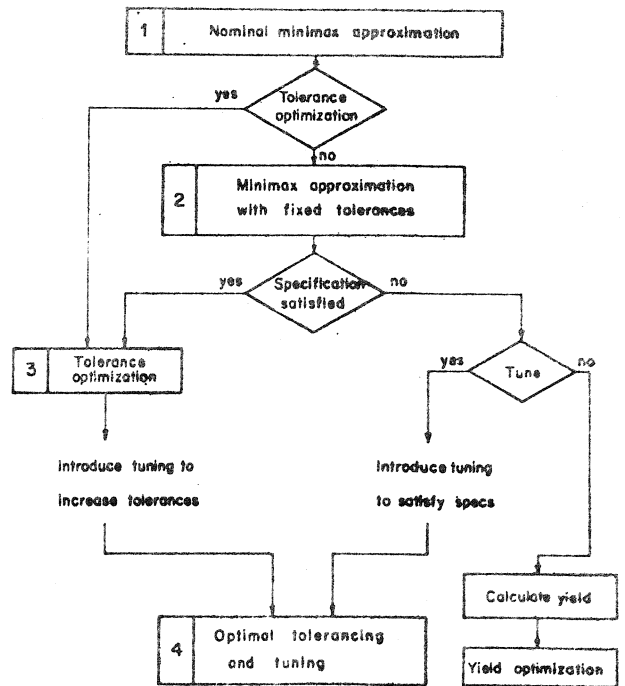 1 Nominal minimax approximation
yes
Tolerance
optimization
no
2
Minimax approximation
with fixed tolerances
yes
Specification
satisfied
no
3
Tolerance
optimization
yes
Tune
no
introduce tuning to
increase tolerances
introduce tuning
to satisfy specs
Calculate yield
4
Optimal tolerancing
and tuning
Yield optimization